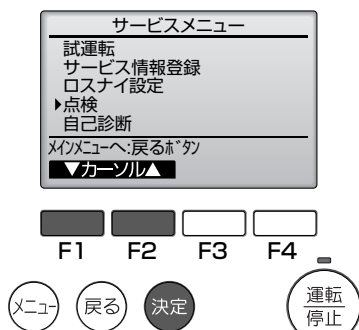 サービスメニュー
試運転
サービス情報登録
ロスナイ設定
▶点検
自己診断
ﾒｲﾝﾒﾆｭｰへ:戻るﾎﾞﾀﾝ
▼カーソル▲
F1 F2 F3 F4
メニュー 戻る 決定 運転
停止